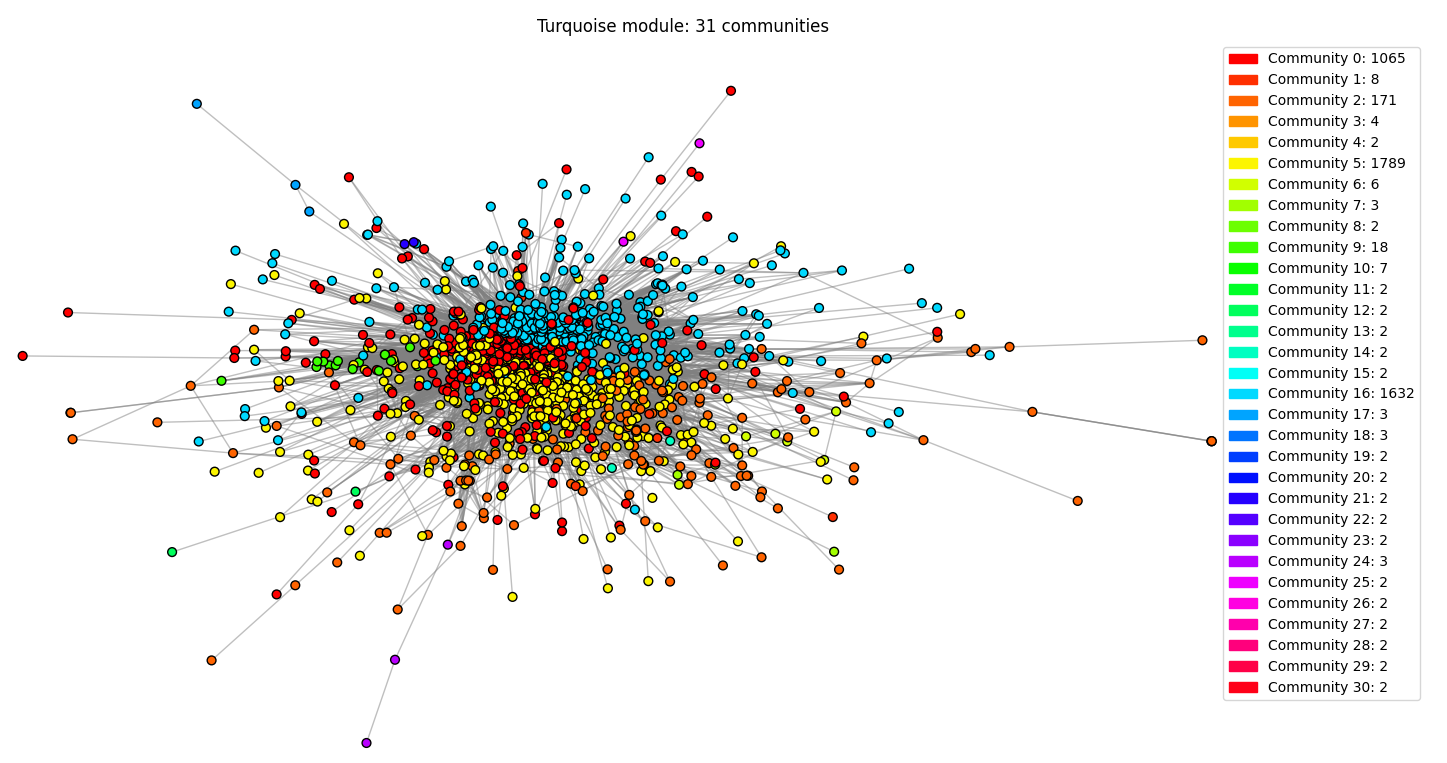 Turquoise module: 31 communities
Community 0: 1065
Community 1: 8
Community 2: 171
Community 3: 4
Community 4: 2
Community 5: 1789
Community 6: 6
Community 7: 3
Community 8: 2
Community 9: 18
Community 10: 7
Community 11: 2
Community 12: 2
Community 13: 2
Community 14: 2
Community 15: 2
Community 16: 1632
Community 17: 3
Community 18: 3
Community 19: 2
Community 20: 2
Community 21: 2
Community 22: 2
Community 23: 2
Community 24: 3
Community 25: 2
Community 26: 2
Community 27: 2
Community 28: 2
Community 29: 2
Community 30: 2